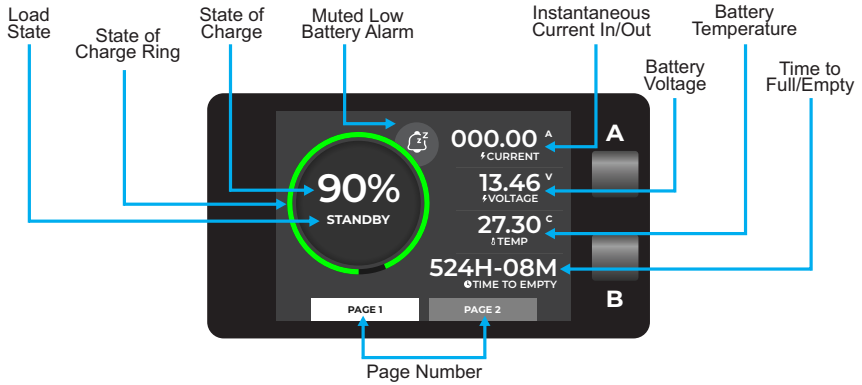 Load
State
State of
Charge Ring
State of
Charge
Muted Low
Battery Alarm
Instantaneous
Current In/Out
Battery
Temperature
Battery
Voltage
Time to
Full/Empty
90%
STANDBY
z z
000.00 A
CURRENT
13.46 V
VOLTAGE
27.30 C
TEMP
524H-08M
TIME TO EMPTY
PAGE 1
PAGE 2
A
B
Page Number